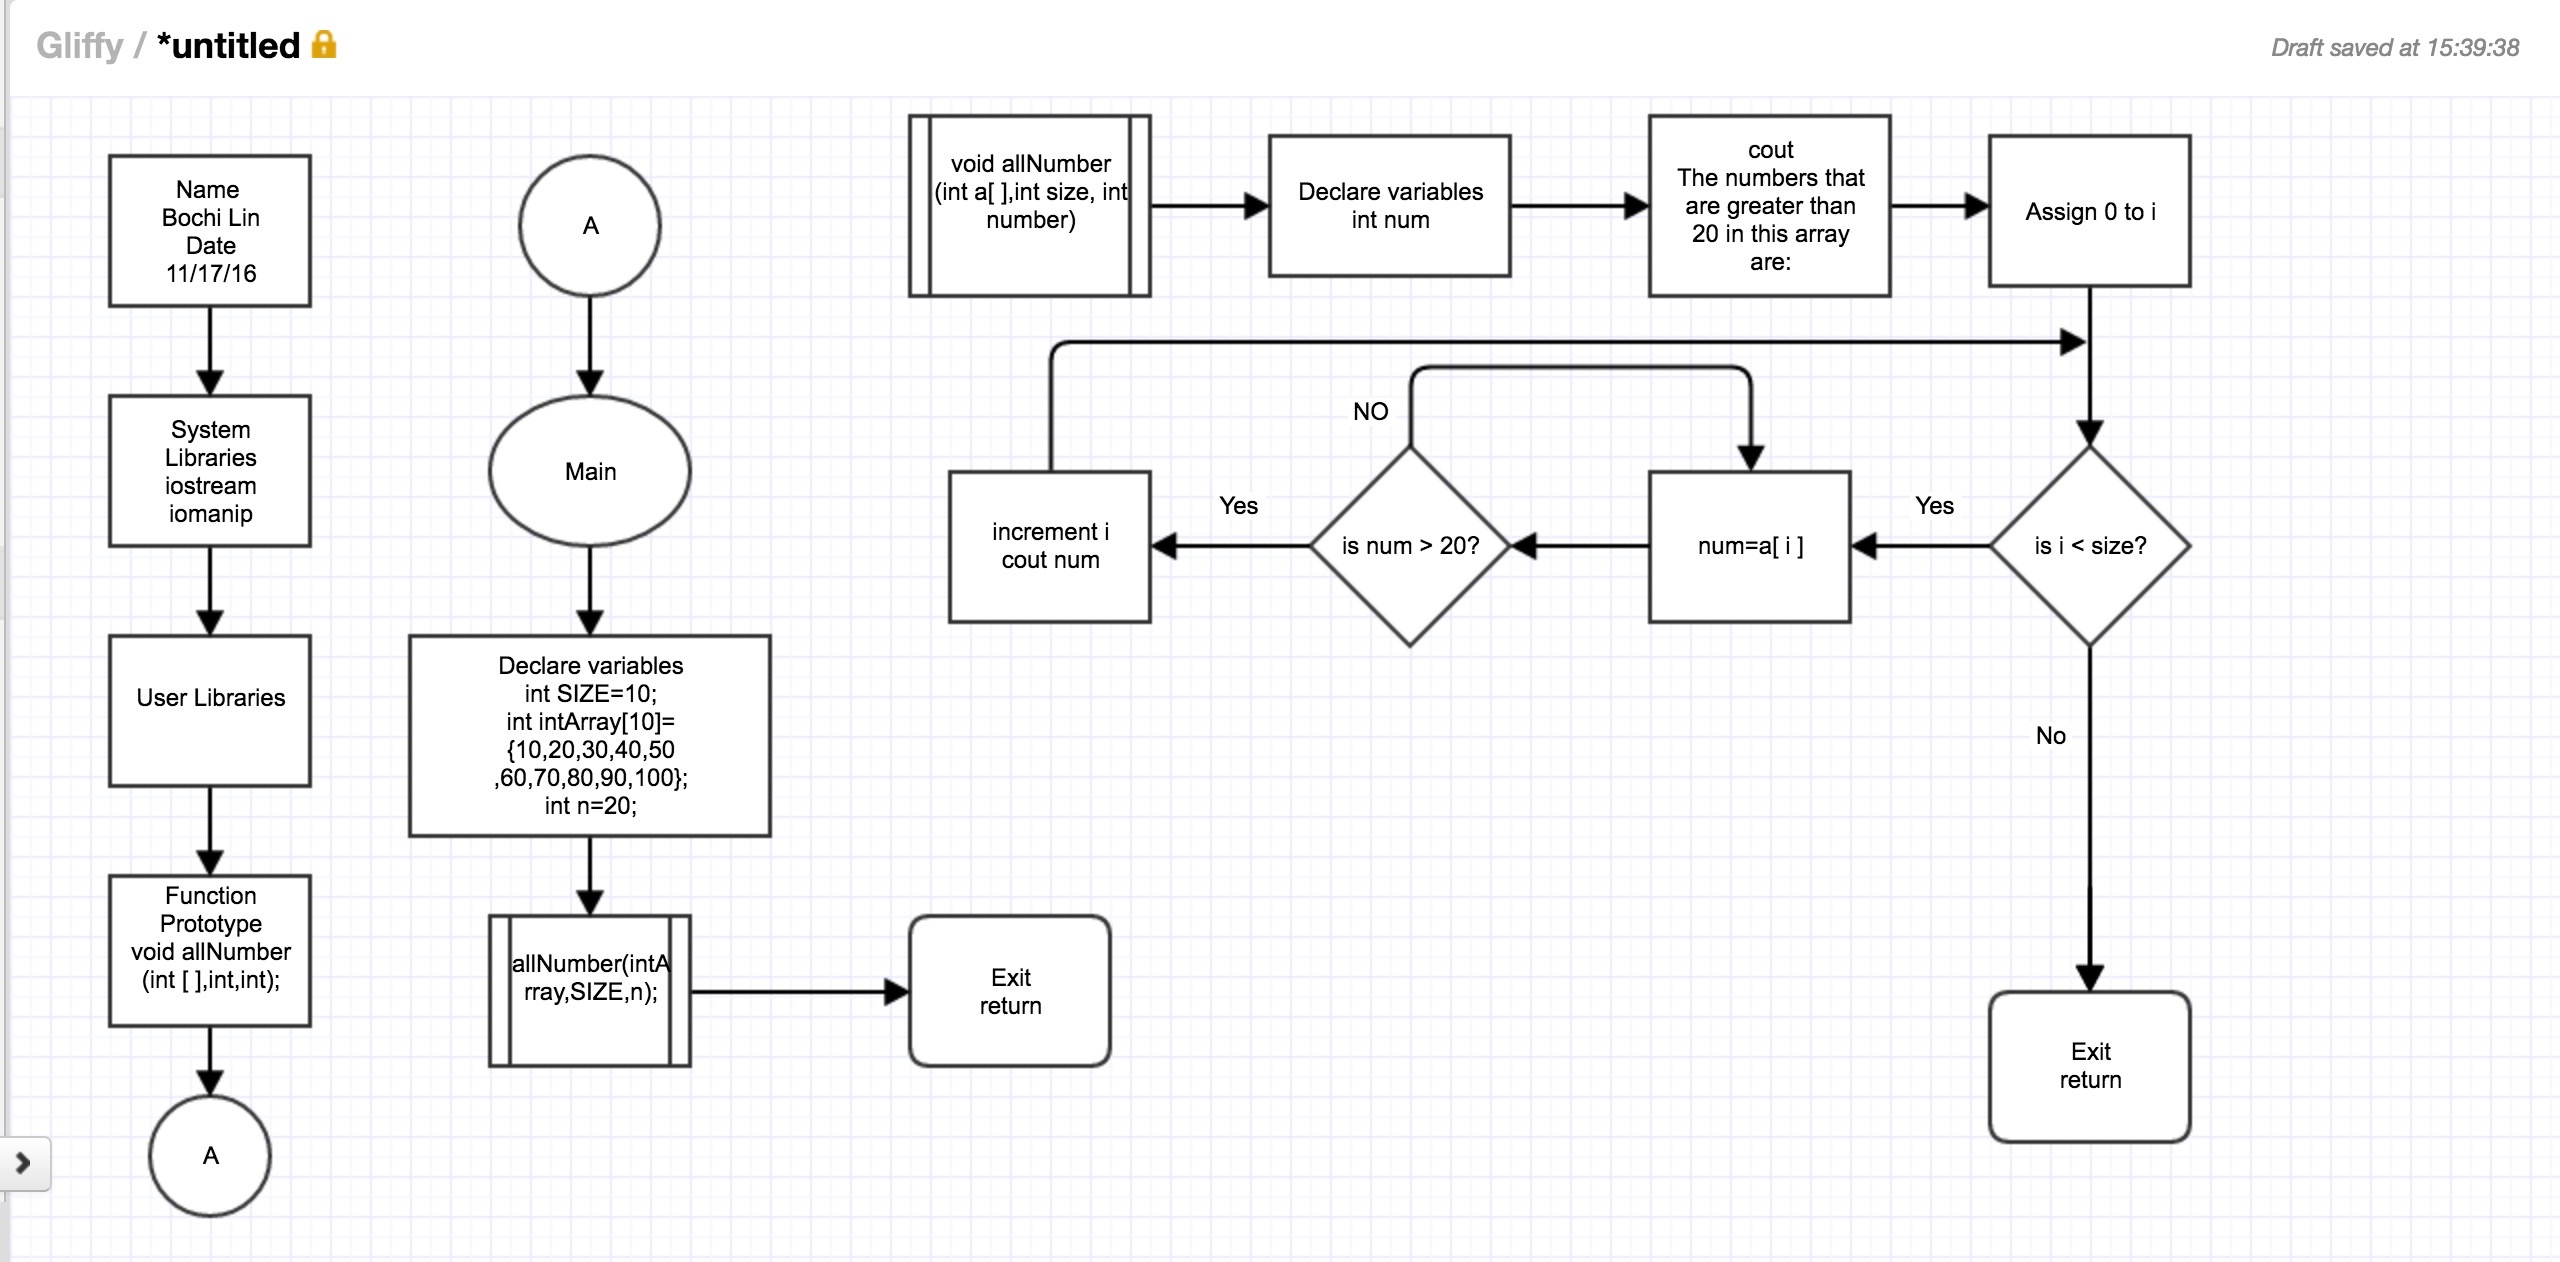 Gliffy / *untitled
Draft saved at 15:39:38
Name
Bochi Lin
Date
11/17/16
System
Libraries
iostream
iomanip
User Libraries
Function
Prototype
void allNumber
(int [ ],int,int);
A
A
Main
Declare variables
int SIZE=10;
int intArray[10]=
{10,20,30,40,50
,60,70,80,90,100};
int n=20;
allNumber(intA
rray,SIZE,n);
Exit
return
void allNumber
(int a[ ],int size, int
number)
Declare variables
int num
cout
The numbers that
are greater than
20 in this array
are:
Assign 0 to i
is i < size?
Yes
num=a[ i ]
is num > 20?
NO
Yes
increment i
cout num
No
Exit
return